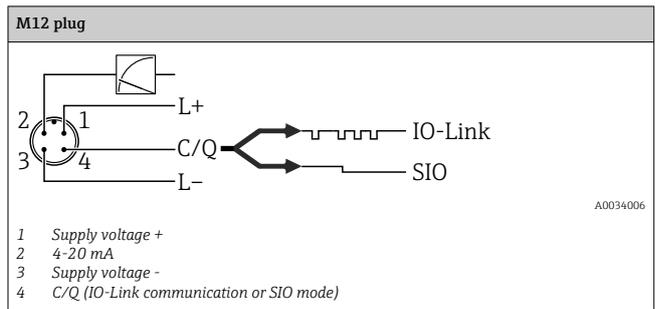 M12 plug
L+
2
1
IO-Link
C/Q
3
4
SIO
L–
A0034006
1 Supply voltage +
2 4-20 mA
3 Supply voltage -
4 C/Q (IO-Link communication or SIO mode)